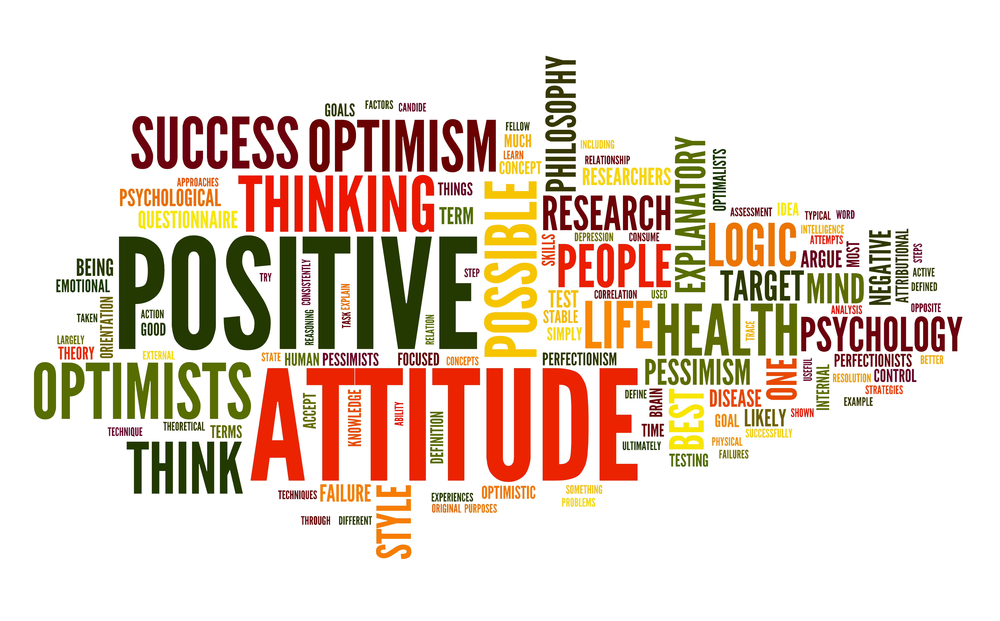 PHILOSOPHY
GOALS
FACTORS
CANDIDE
SUCCESS
OPTIMISM
FELLOW
MUCH
LEARN
CONCEPT
INCLUDING
RELATIONSHIP
RESEARCHERS
EXPLANATORY
OPTIMALISTS
APPROACHES
PSYCHOLOGICAL
QUESTIONNAIRE
THINKING
THINGS
TERM
POSSIBLE
RESEARCH
DEPRESSION
CONSUME
SKILLS
PEOPLE
ASSESSMENT
IDEA
TYPICAL
WORD
LOGIC
INTELLIGENCE
ATTEMPTS
ARGUE
MOST
NEGATIVE
ATTRIBUTIONAL
STEPS
ACTIVE
DEFINED
OPPOSITE
TARGET
MIND
ANALYSIS
BEING
EMOTIONAL
POSITIVE
TRY
CONSISTENTLY
REASONING
EXPLAIN
TASK
RELATION
STEP
ACTION
GOOD
TAKEN
ORIENTATION
LARGELY
THEORY
EXTERNAL
CORRELATION
USED
TEST
STABLE
SIMPLY
LIFE
HEALTH
TRACE
PSYCHOLOGY
STATE
HUMAN
PESSIMISTS
FOCUSED
CONCEPTS
PERFECTIONISM
PESSIMISM
ONE
USEFUL
INTERNAL
PERFECTIONISTS
BETTER
RESOLUTION
CONTROL
STRATEGIES
EXAMPLE
OPTIMISTS
ATTITUDE
ACCEPT
KNOWLEDGE
ABILITY
DEFINITION
DEFINE
BRAIN
BEST
DISEASE
GOAL
LIKELY
SHOWN
SUCCESSFULLY
TIME
ULTIMATELY
PHYSICAL
FAILURES
TESTING
THEORETICAL
TECHNIQUE
TERMS
THINK
TECHNIQUES
FAILURE
STYLE
EXPERIENCES
OPTIMISTIC
ORIGINAL
PURPOSES
SOMETHING
PROBLEMS
THROUGH
DIFFERENT